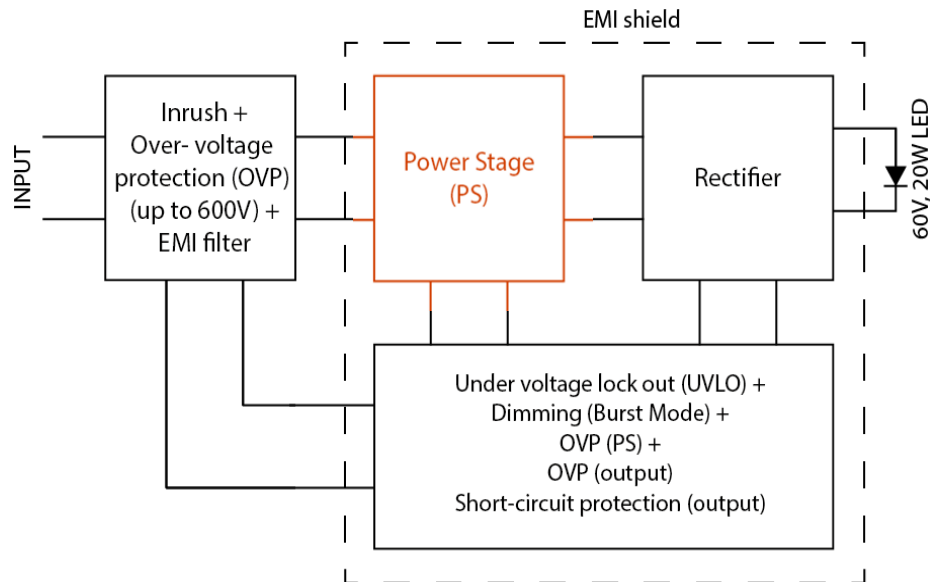 EMI shield
INPUT
Inrush +
Over- voltage
protection (OVP)
(up to 600V) +
EMI filter
Power Stage
(PS)
Rectifier
60V, 20W LED
Under voltage lock out (UVLO) +
Dimming (Burst Mode) +
OVP (PS) +
OVP (output)
Short-circuit protection (output)